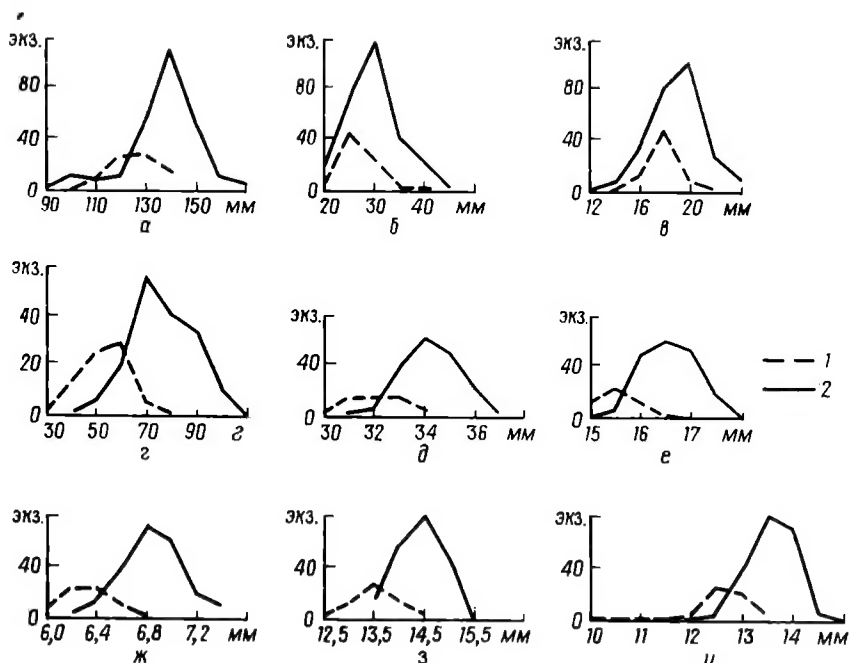 экз.
80
40
0
90 110 130 150 мм
а
экз.
80
40
0
20 30 40 мм
б
экз.
80
40
0
12 16 20 мм
в
экз.
40
20
0
30 50 70 90 г
г
экз.
40
0
30 32 34 36 мм
д
экз.
40
0
15 16 17 мм
е
1
2
экз.
40
0
6,0 6,4 6,8 7,2 мм
ж
экз.
40
0
12,5 13,5 14,5 15,5 мм
з
экз.
40
0
10 11 12 13 14 мм
и